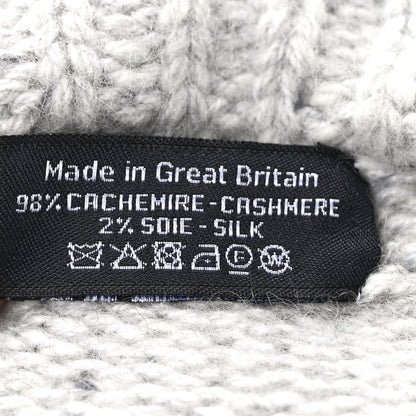 Made in Great Britain
98% CACHEMIRE - CASHMERE
2% SOIE - SILK